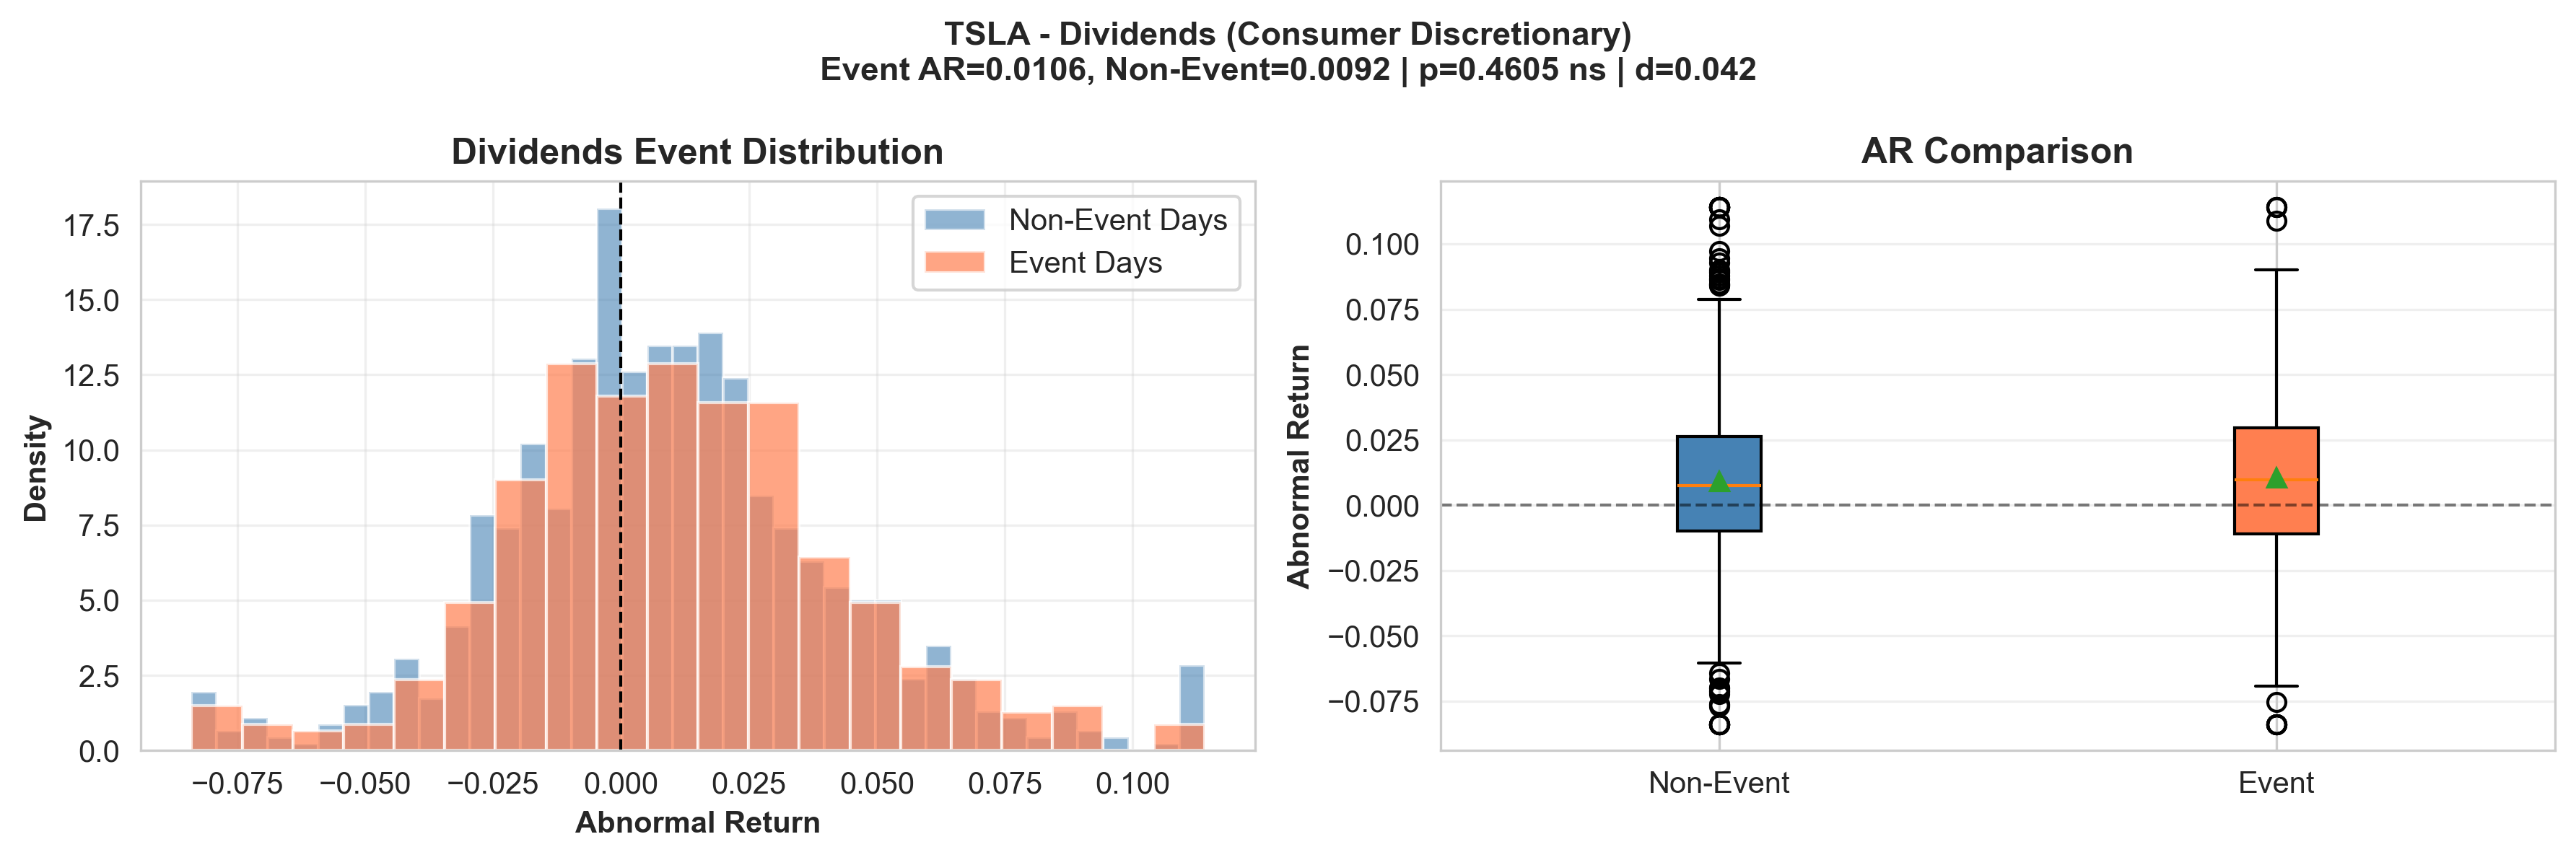 TSLA - Dividends (Consumer Discretionary)
Event AR=0.0106, Non-Event=0.0092 | p=0.4605 ns | d=0.042
Dividends Event Distribution
Non-Event Days
Event Days
Density
17.5
15.0
12.5
10.0
7.5
5.0
2.5
0.0
−0.075
−0.050
−0.025
0.000
0.025
0.050
0.075
0.100
Abnormal Return
AR Comparison
Abnormal Return
0.100
0.075
0.050
0.025
0.000
−0.025
−0.050
−0.075
Non-Event
Event